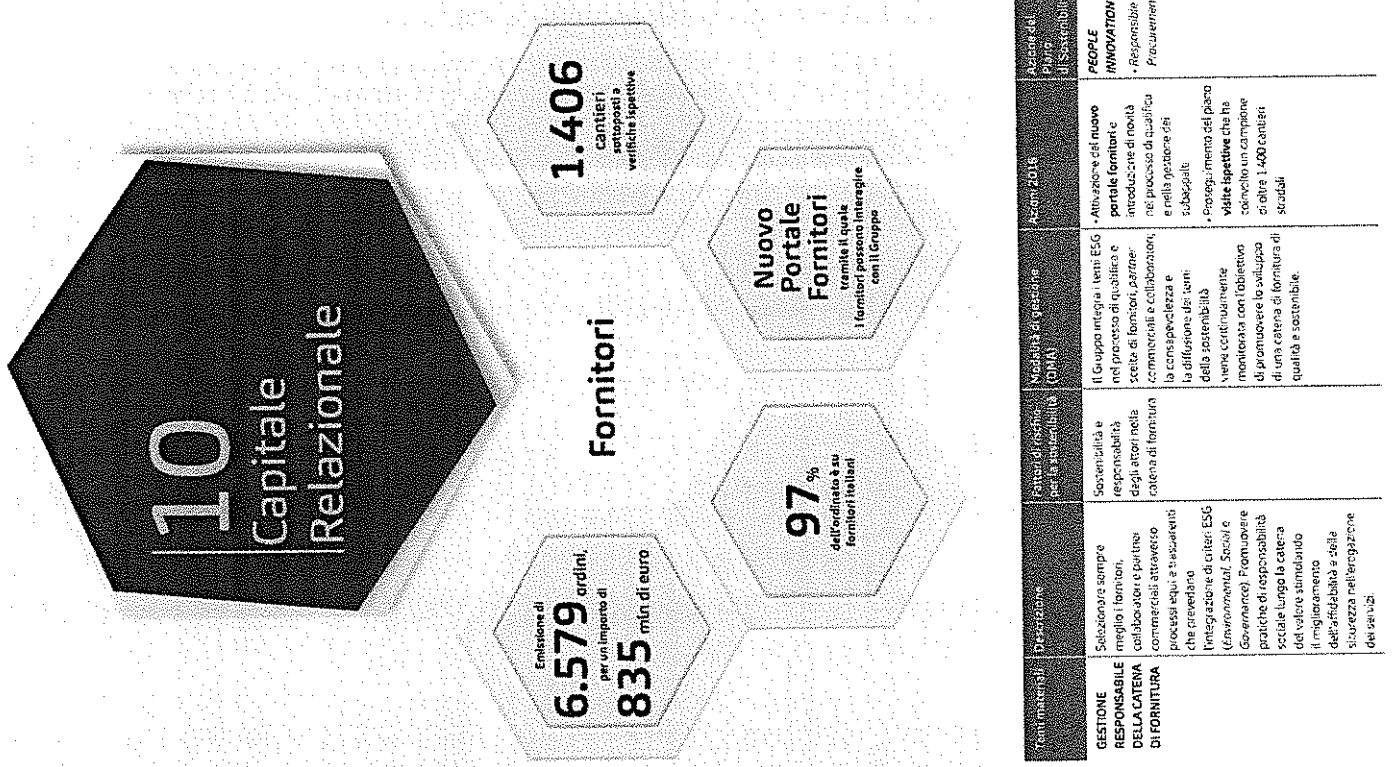 10
Capitale
Relazionale
Fornitori
Emissione di
6.579 ordini,
per un importo di
835 mln di euro
97%
dell'ordinato è su
fornitori italiani
Nuovo
Portale
Fornitori
tramite il quale
i fornitori possono interagire
con il Gruppo
1.406
cantieri
sottoposti a
verifiche ispettive
Temi materiali
Descrizione
Fattori di rischio
per la sostenibilità
Modalità di gestione
(DMA)
Azioni 2016
Azione del
Piano
di Sostenibilità
GESTIONE
RESPONSABILE
DELLA CATENA
DI FORNITURA
Selezionare sempre
meglio i fornitori,
collaboratori e partner
commerciali attraverso
processi equi e trasparenti
che prevedano
l'integrazione di criteri ESG
(Environmental, Social e
Governance). Promuovere
pratiche di responsabilità
sociale lungo la catena
del valore stimolando
il miglioramento
dell'affidabilità e della
sicurezza nell'erogazione
dei servizi.
Sostenibilità e
responsabilità
degli attori nella
catena di fornitura
Il Gruppo integra i temi ESG
nel processo di qualifica e
scelta di fornitori, partner
commerciali e collaboratori;
la consapevolezza e
la diffusione dei temi
della sostenibilità
viene continuamente
monitorata con l'obiettivo
di promuovere lo sviluppo
di una catena di fornitura di
qualità e sostenibile.
• Attivazione del nuovo
portale fornitori e
introduzione di novità
nel processo di qualifica
e nella gestione dei
subappalti
• Proseguimento del piano
visite ispettive che ha
coinvolto un campione
di oltre 1.400 cantieri
stradali
PEOPLE
INNOVATION
• Responsible
Procurement